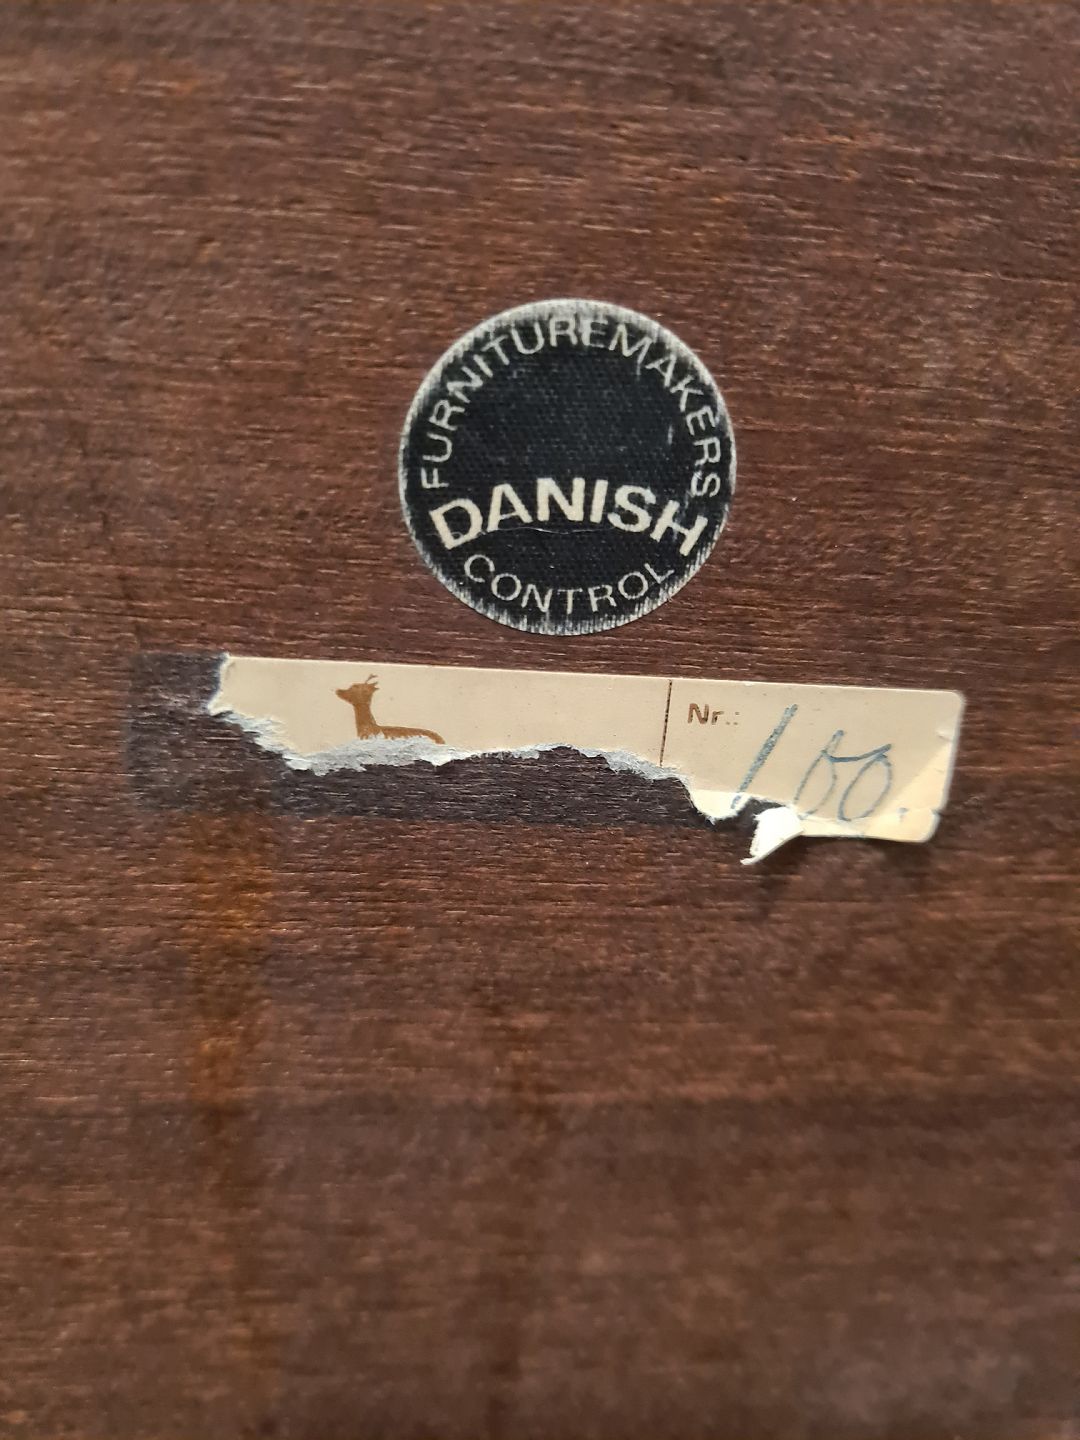 FURNITUREMAKERS
DANISH
CONTROL
Nr.: 100.